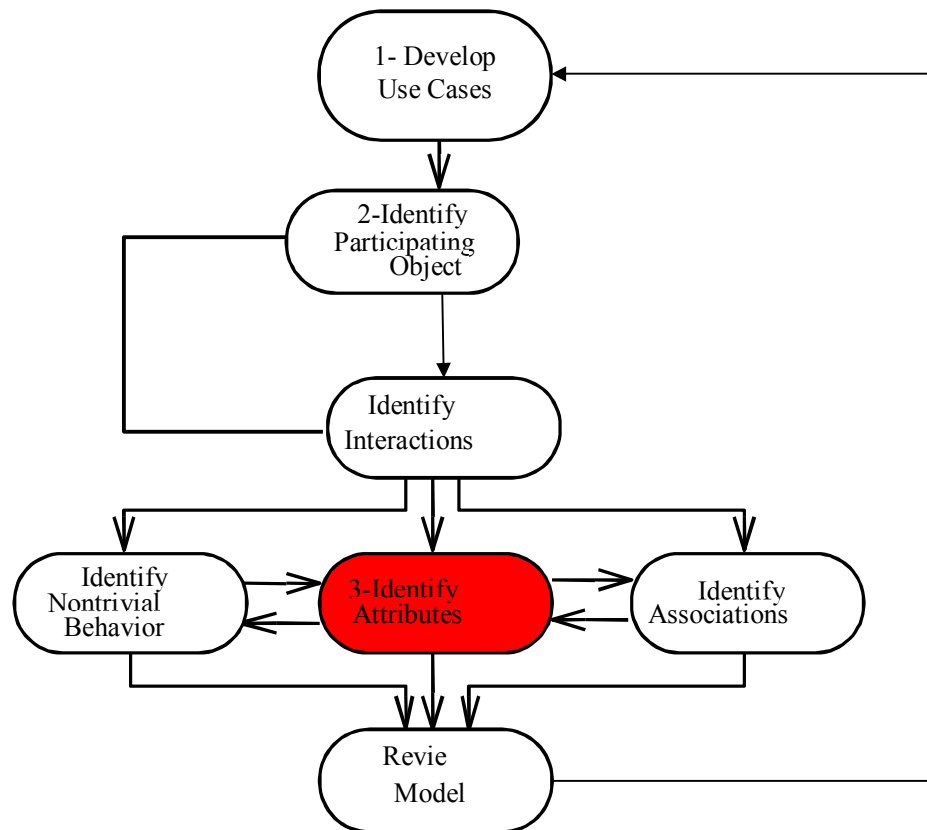 1- Develop
Use Cases
2-Identify
Participating
Object
Identify
Interactions
Identify
Nontrivial
Behavior
3-Identify
Attributes
Identify
Associations
Revie
Model